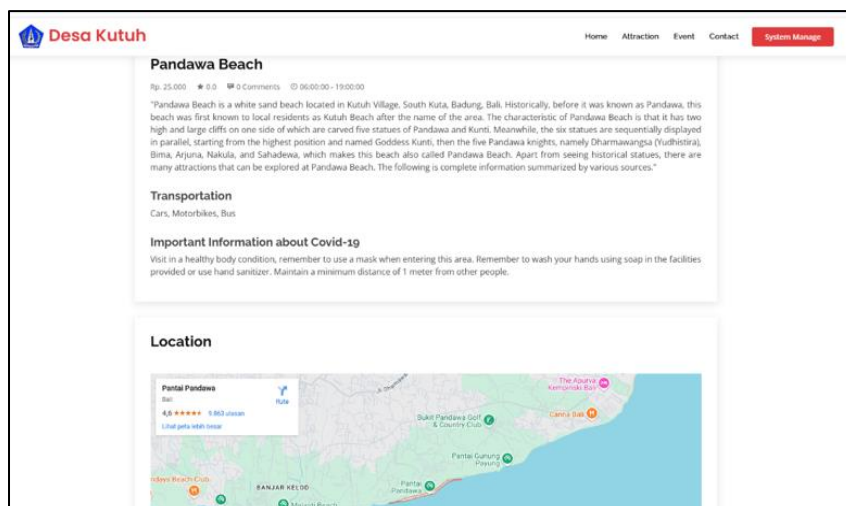 Desa Kutuh
Home Attraction Event Contact System Manage
Pandawa Beach
Rp. 25.000 0.0 0 Comments 06:00:00 - 19:00:00
"Pandawa Beach is a white sand beach located in Kutuh Village, South Kuta, Badung, Bali. Historically, before it was known as Pandawa, this
beach was first known to local residents as Kutuh Beach after the name of the area. The characteristic of Pandawa Beach is that it has two
high and large cliffs on one side of which are carved five statues of Pandawa and Kunti. Meanwhile, the six statues are sequentially displayed
in parallel, starting from the highest position and named Goddess Kunti, then the five Pandawa knights, namely Dharmawangsa (Yudhistira),
Bima, Arjuna, Nakula, and Sahadewa, which makes this beach also called Pandawa Beach. Apart from seeing historical statues, there are
many attractions that can be explored at Pandawa Beach. The following is complete information summarized by various sources."
Transportation
Cars, Motorbikes, Bus
Important Information about Covid-19
Visit in a healthy body condition, remember to use a mask when entering this area. Remember to wash your hands using soap in the facilities
provided or use hand sanitizer. Maintain a minimum distance of 1 meter from other people.
Location
Pantai Pandawa
Bali
Rute
4,6 9.863 ulasan
Lihat peta lebih besar
The Apurva
Kempinski Bali
Canna Bali
Bukit Pandawa Golf
& Country Club
Pantai Gunung
Payung
Beach Club
BANJAR KELOD
Pantai
Pandawa
Melasti Beach